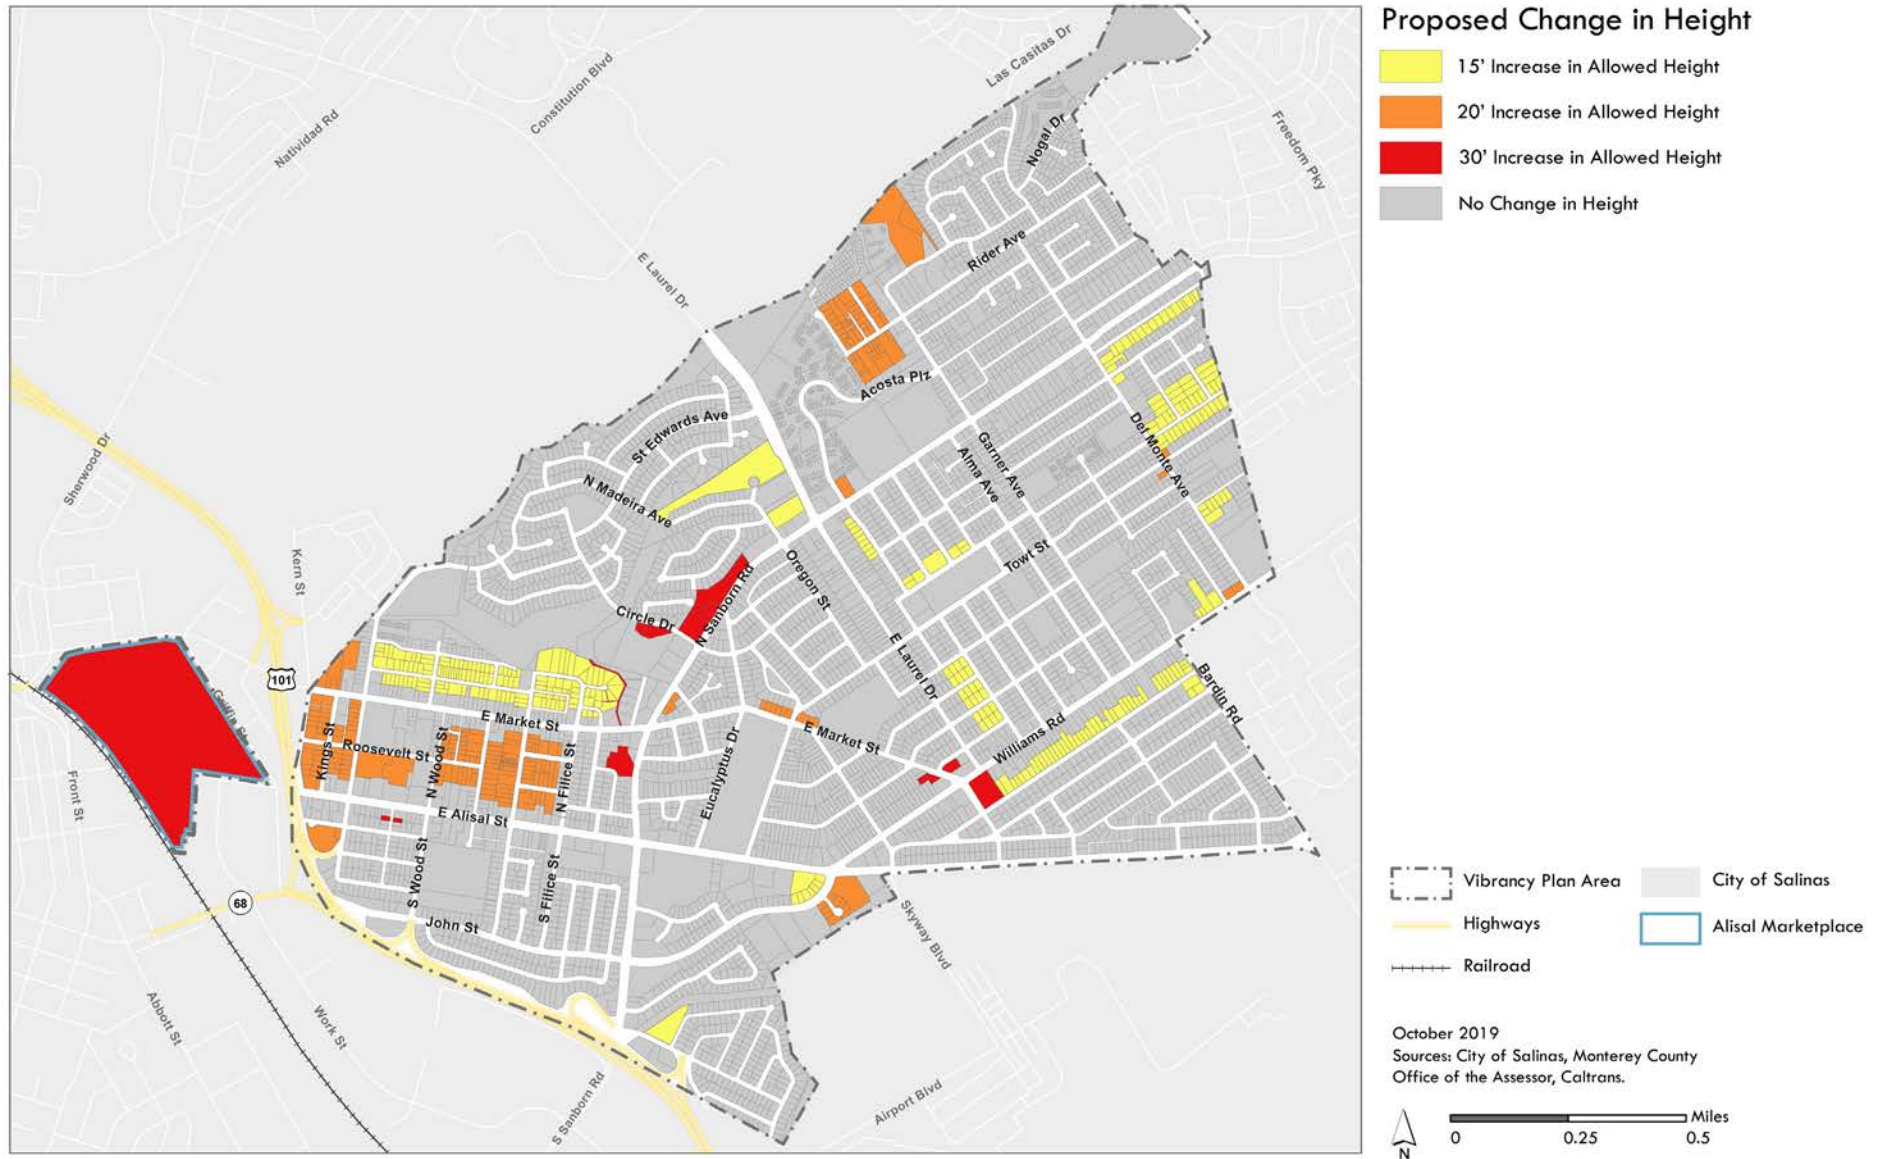 Proposed Change in Height
15' Increase in Allowed Height
20' Increase in Allowed Height
30' Increase in Allowed Height
No Change in Height
Las Casitas Dr
Constitution Blvd
Natividad Rd
Freedom Pky
Nogal Dr
Rider Ave
E Laurel Dr
Acosta Plz
St Edwards Ave
Del Monte Ave
Garner Ave
Alma Ave
Sherwood Dr
N Madeira Ave
Kern St
Towt St
Oregon St
N Sanborn Rd
Circle Dr
E Laurel Dr
101
Griffin St
Bardin Rd
E Market St
E Market St
Williams Rd
Kings St
Roosevelt St
N Wood St
N Filice St
Eucalyptus Dr
Front St
E Alisal St
S Wood St
S Filice St
68
John St
Skyway Blvd
Abbott St
Work St
S Sanborn Rd
Airport Blvd
Vibrancy Plan Area
City of Salinas
Highways
Alisal Marketplace
Railroad
October 2019
Sources: City of Salinas, Monterey County
Office of the Assessor, Caltrans.
Miles
0 0.25 0.5
N